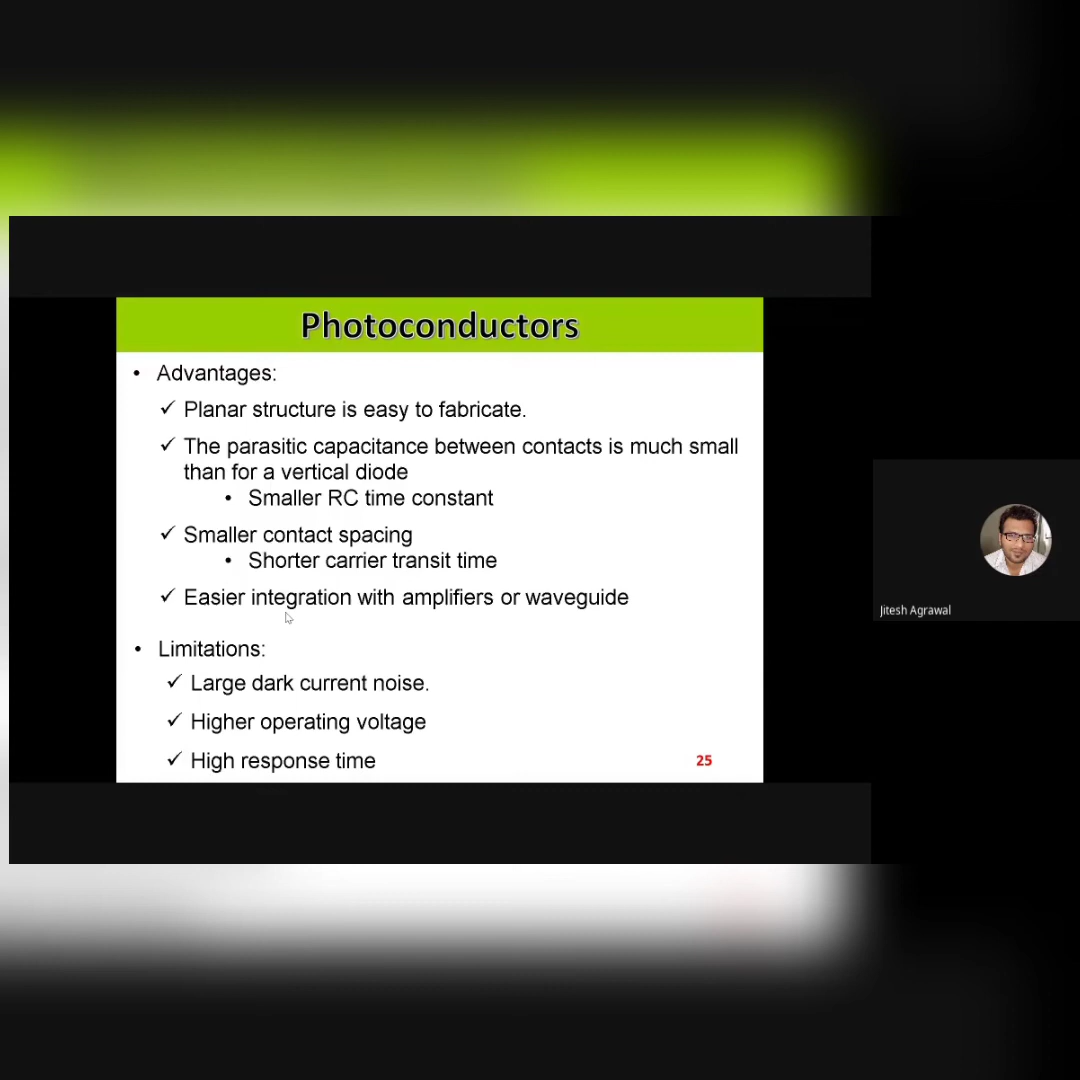 Photoconductors
• Advantages:
✓ Planar structure is easy to fabricate.
✓ The parasitic capacitance between contacts is much small
than for a vertical diode
• Smaller RC time constant
✓ Smaller contact spacing
• Shorter carrier transit time
✓ Easier integration with amplifiers or waveguide
• Limitations:
✓ Large dark current noise.
✓ Higher operating voltage
✓ High response time
25
Jitesh Agrawal